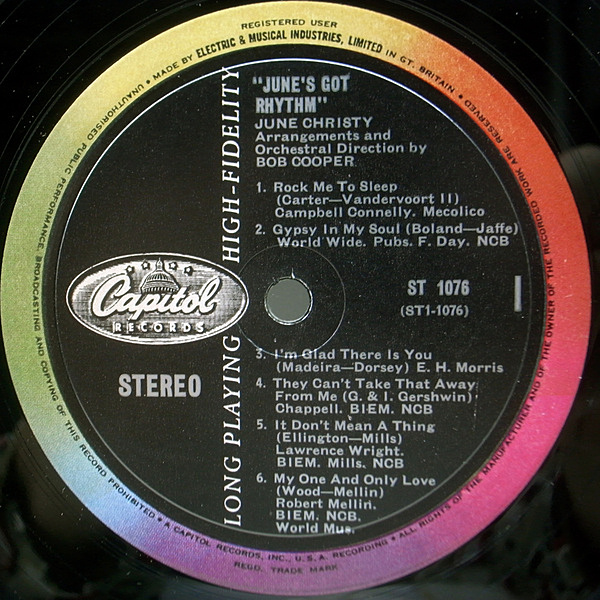 REGISTERED USER
• MADE BY ELECTRIC & MUSICAL INDUSTRIES, LIMITED IN GT. BRITAIN •
ALL RIGHTS OF THE MANUFACTURER AND OF THE OWNER OF THE RECORDED WORK ARE RESERVED
UNAUTHORISED PUBLIC PERFORMANCE, BROADCASTING AND COPYING OF THIS RECORD PROHIBITED •
A CAPITOL RECORDS, INC., U.S.A. RECORDING •
REGD. TRADE MARK
LONG PLAYING HIGH-FIDELITY
"JUNE'S GOT
RHYTHM"
JUNE CHRISTY
Arrangements and
Orchestral Direction by
BOB COOPER
1. Rock Me To Sleep
(Carter—Vandervoort II)
Campbell Connelly. Mecolico
2. Gypsy In My Soul (Boland—Jaffe)
World Wide. Pubs. F. Day. NCB
Capitol
RECORDS
ST 1076
(ST1-1076)
1
STEREO
3. I'm Glad There Is You
(Madeira—Dorsey) E. H. Morris
4. They Can't Take That Away
From Me (G. & I. Gershwin)
Chappell. BIEM. NCB
5. It Don't Mean A Thing
(Ellington—Mills)
Lawrence Wright.
BIEM. Mills. NCB
6. My One And Only Love
(Wood—Mellin)
Robert Mellin.
BIEM. NCB.
World Mus.